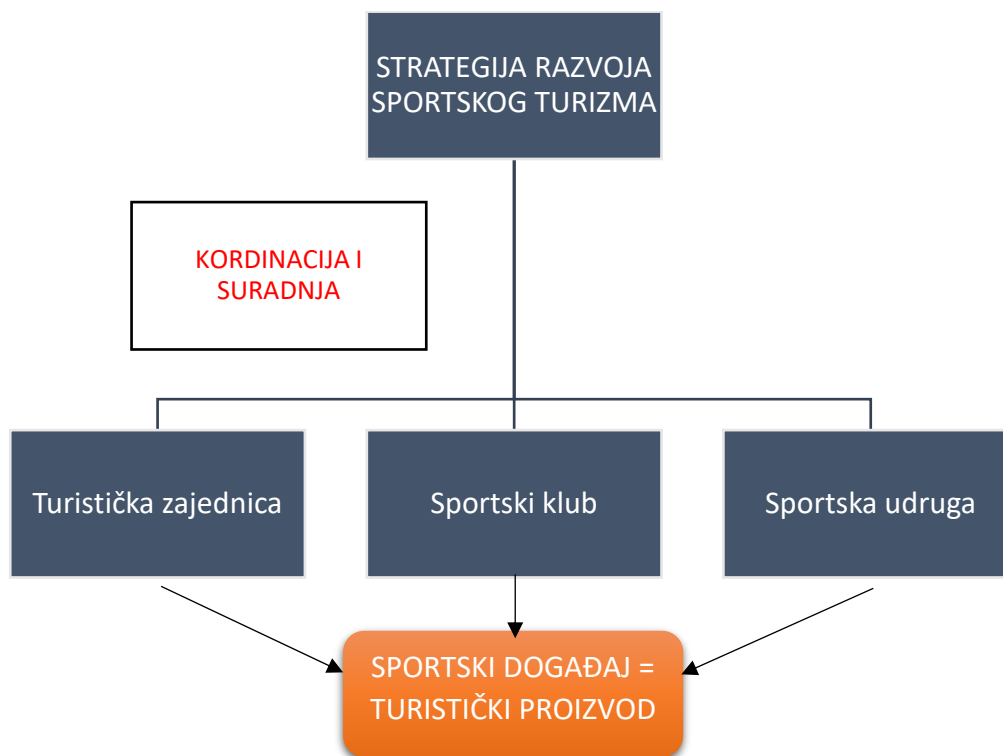 STRATEGIJA RAZVOJA
SPORTSKOG TURIZMA
KORDINACIJA I
SURADNJA
Turistička zajednica
Sportski klub
Sportska udruga
SPORTSKI DOGAĐAJ =
TURISTIČKI PROIZVOD